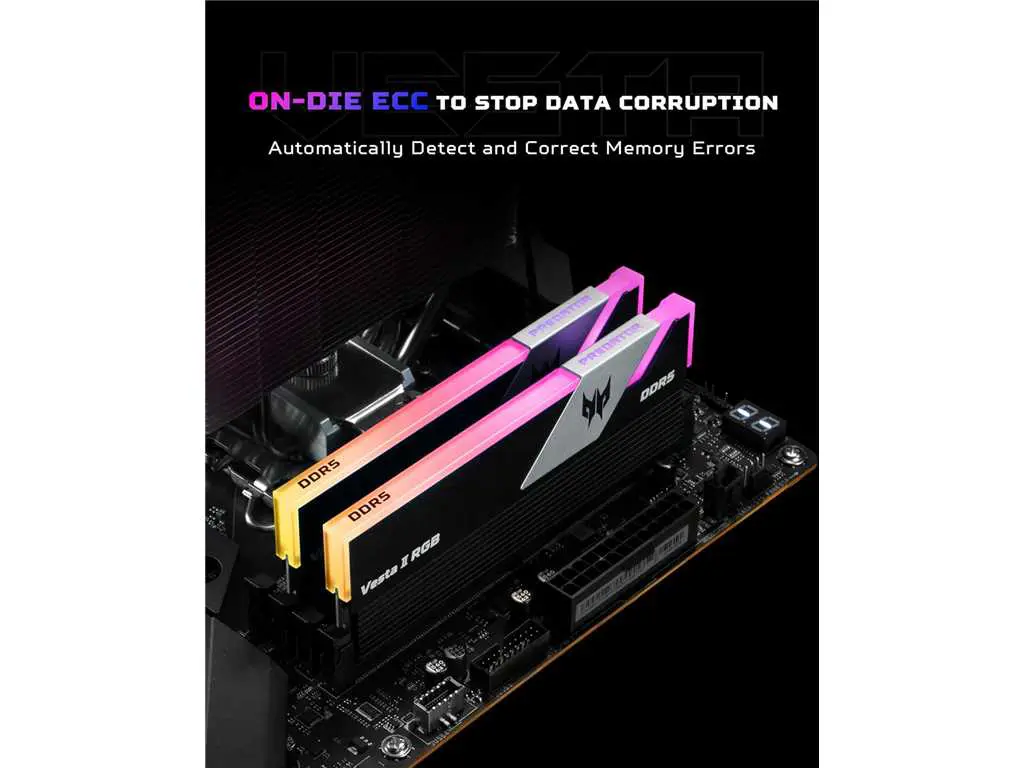 VESTA
ON-DIE ECC TO STOP DATA CORRUPTION
Automatically Detect and Correct Memory Errors
PREDATOR
PREDATOR
DDR5
DDR5
DDR5
Vesta II RGB